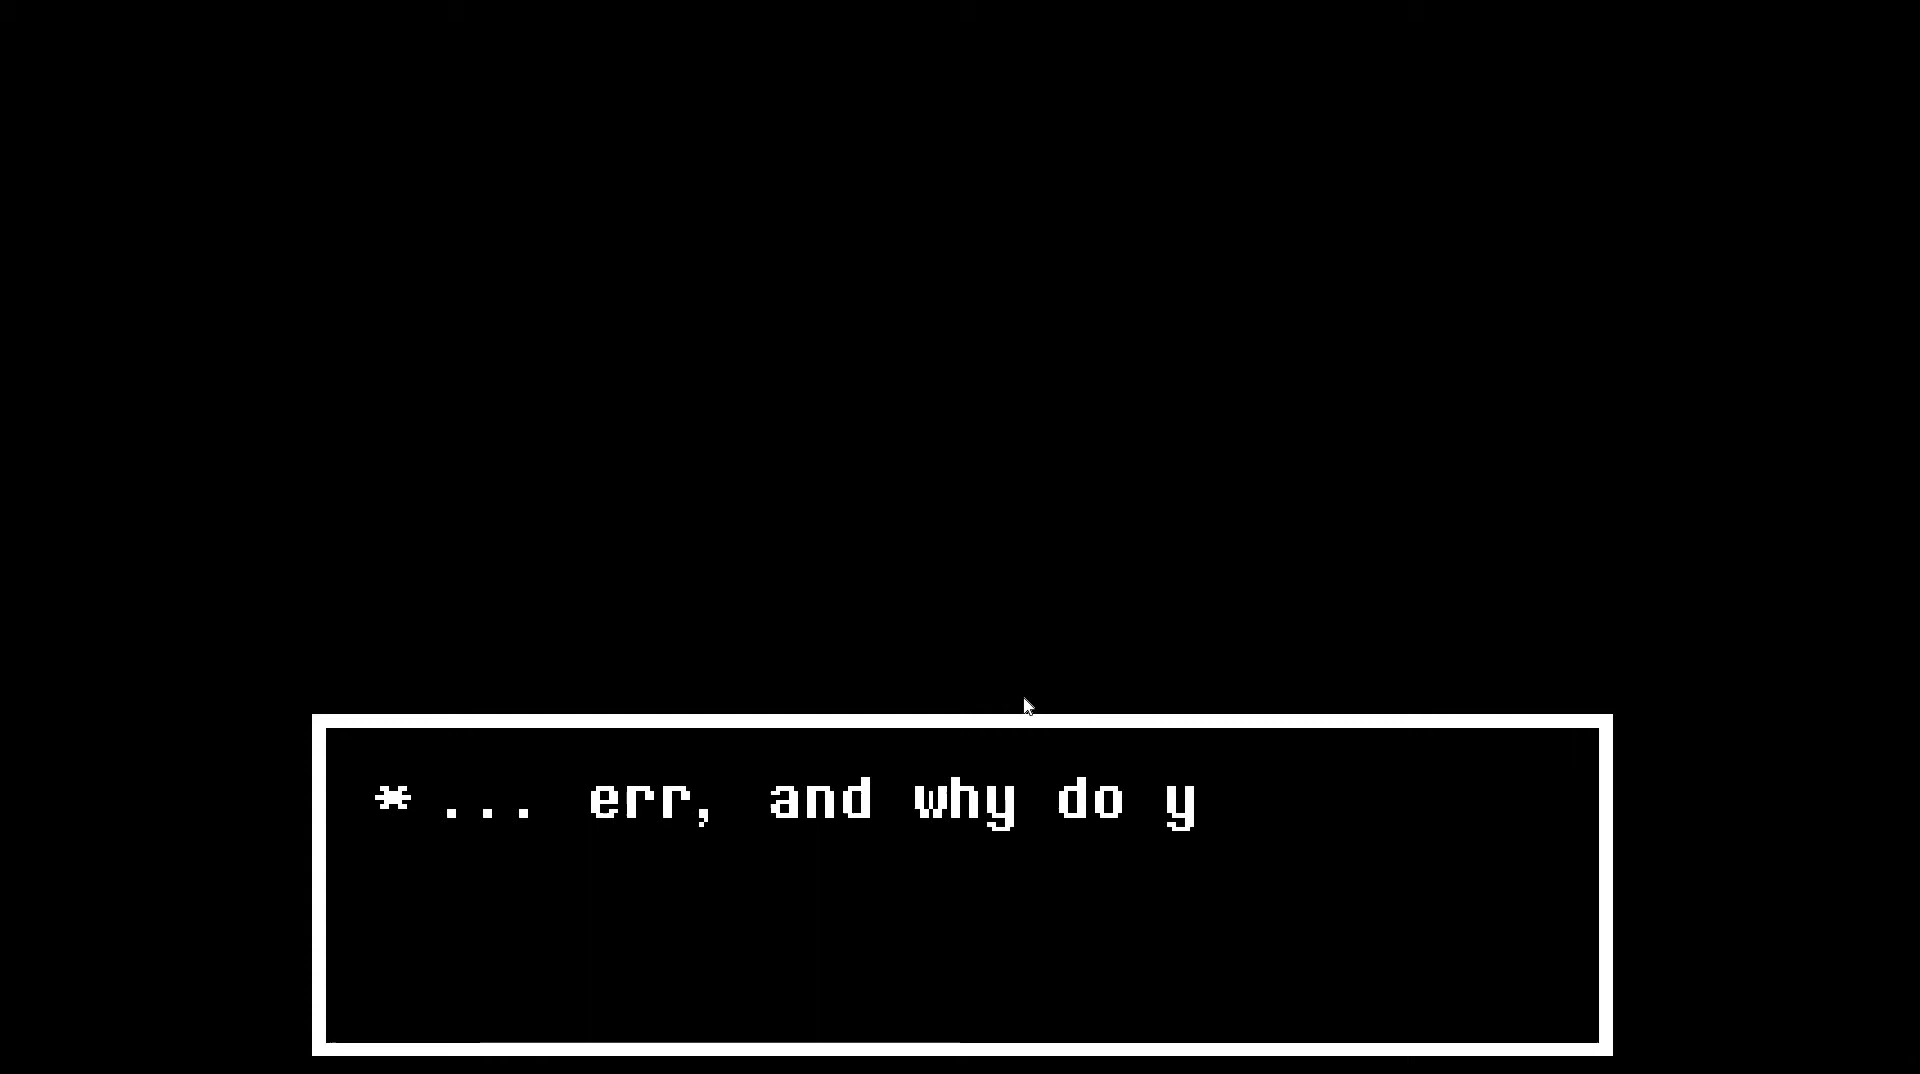 * ... err, and why do y